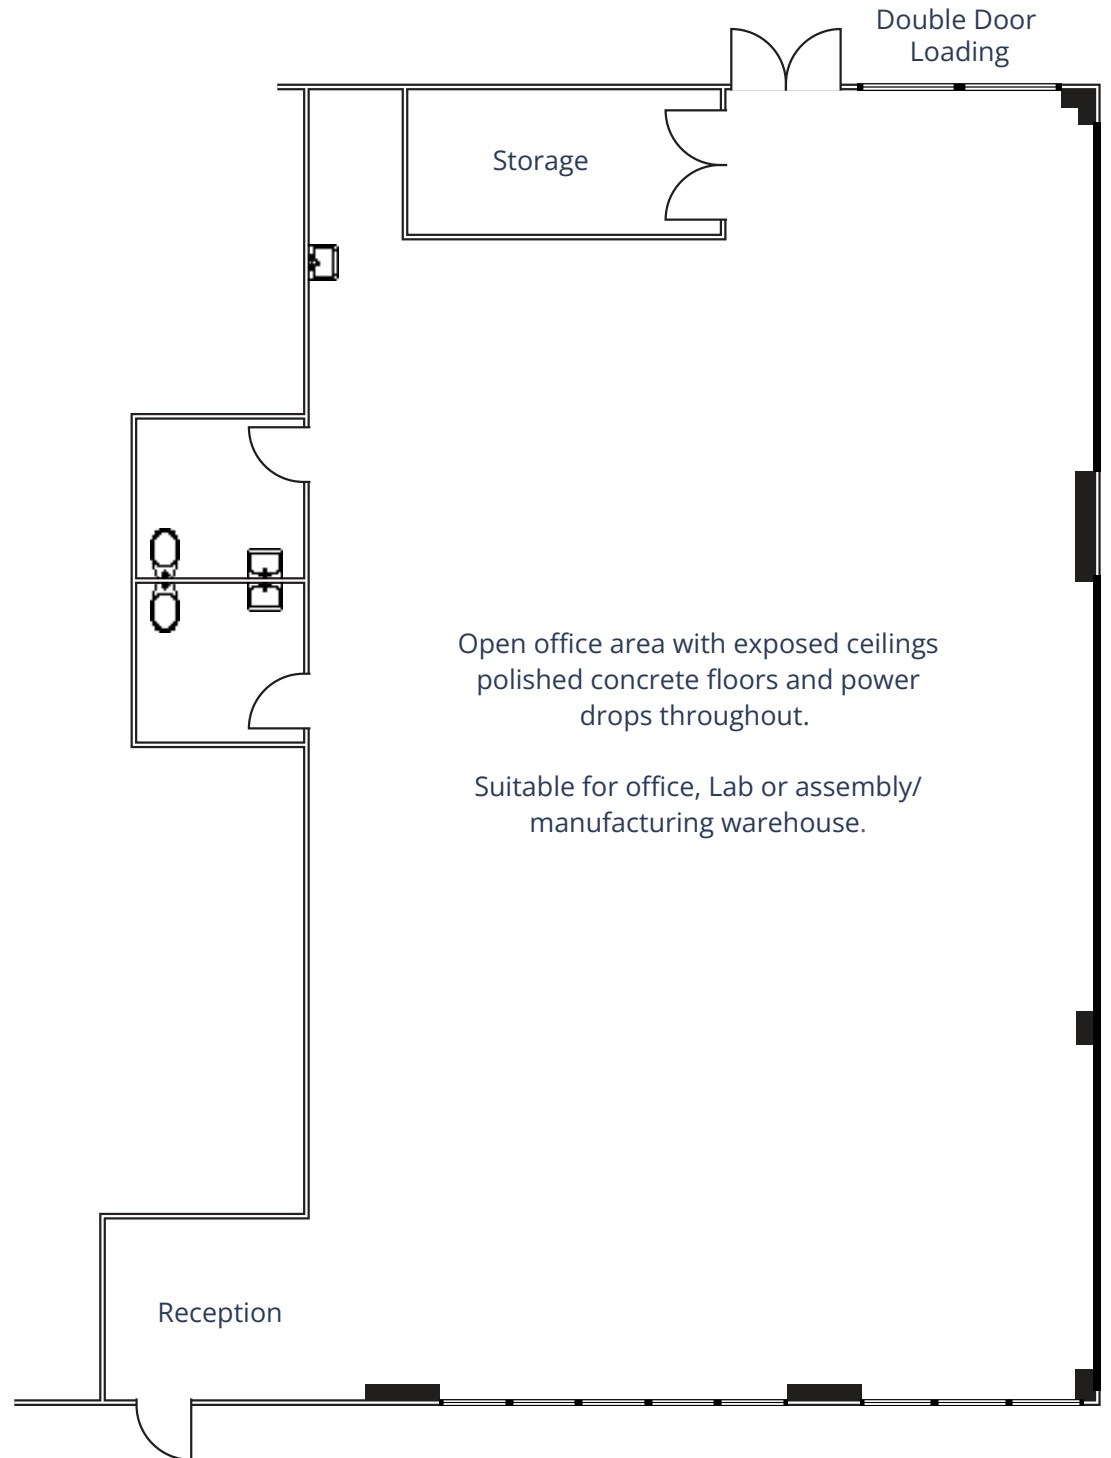 Double Door
Loading
Storage
Open office area with exposed ceilings
polished concrete floors and power
drops throughout.
Suitable for office, Lab or assembly/
manufacturing warehouse.
Reception